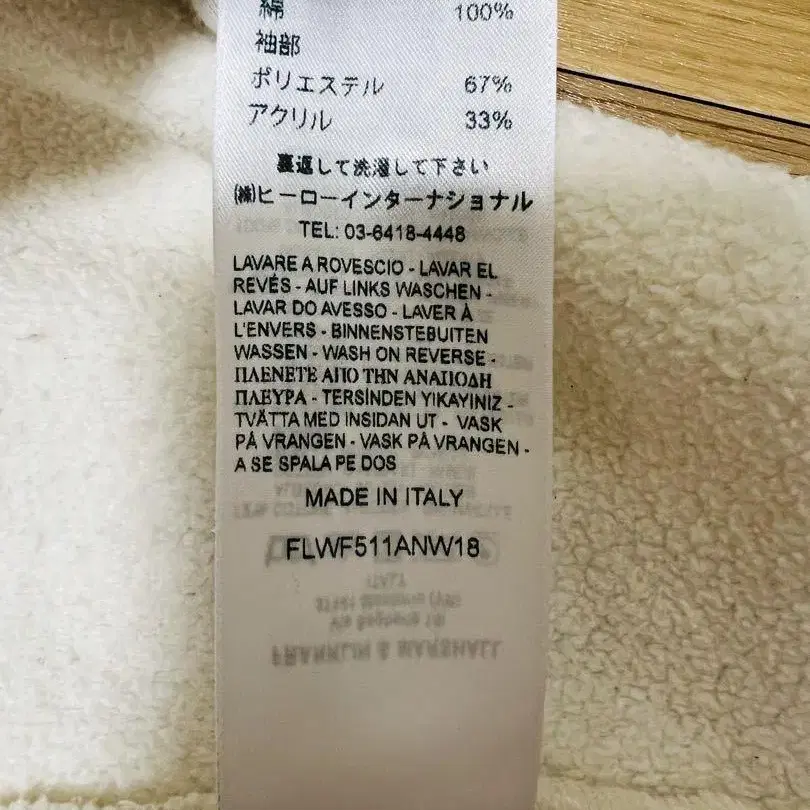 綿 100%
袖部
ポリエステル 67%
アクリル 33%
裏返して洗濯して下さい
㈱ヒーローインターナショナル
TEL: 03-6418-4448
LAVARE A ROVESCIO - LAVAR EL
REVÉS - AUF LINKS WASCHEN -
LAVAR DO AVESSO - LAVER À
L'ENVERS - BINNENSTEBUITEN
WASSEN - WASH ON REVERSE -
ΠΛΕΝΕΤΕ ΑΠΟ ΤΗΝ ΑΝΑΠΟΔΗ
ΠΛΕΥΡΑ - TERSINDEN YIKAYINIZ -
TVÄTTA MED INSIDAN UT - VASK
PÅ VRANGEN - VASK PÅ VRANGEN -
A SE SPALA PE DOS
MADE IN ITALY
FLWF511ANW18
ITALY
FRANKLIN & MARSHALL